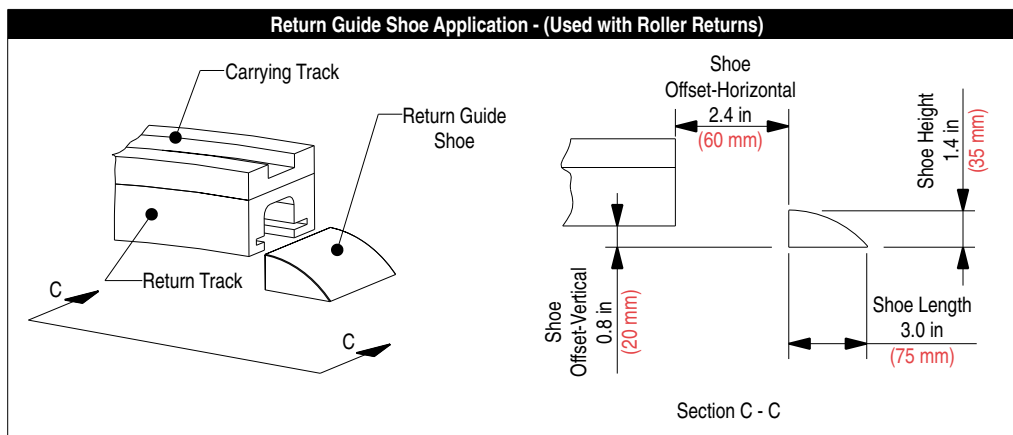 Return Guide Shoe Application - (Used with Roller Returns)
Carrying Track
Return Guide
Shoe
Return Track
C
C
Shoe
Offset-Horizontal
2.4 in
(60 mm)
Shoe Height
1.4 in
(35 mm)
Shoe
Offset-Vertical
0.8 in
(20 mm)
Shoe Length
3.0 in
(75 mm)
Section C - C